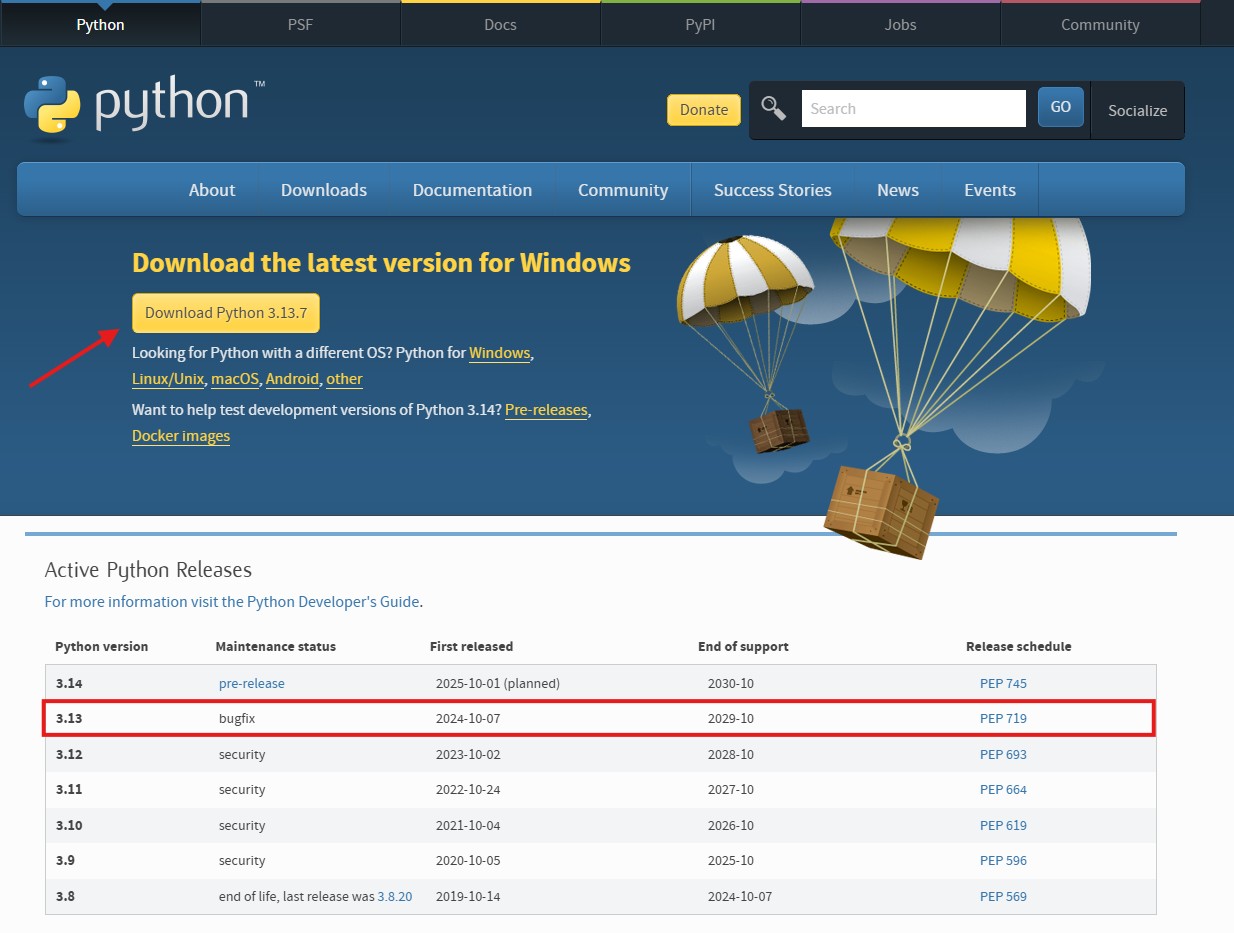 Python PSF Docs PyPI Jobs Community
python™
Donate Search GO Socialize
About Downloads Documentation Community Success Stories News Events
Download the latest version for Windows
Download Python 3.13.7
Looking for Python with a different OS? Python for Windows,
Linux/Unix, macOS, Android, other
Want to help test development versions of Python 3.14? Pre-releases,
Docker images
Active Python Releases
For more information visit the Python Developer's Guide.
Python version Maintenance status First released End of support Release schedule
3.14 pre-release 2025-10-01 (planned) 2030-10 PEP 745
3.13 bugfix 2024-10-07 2029-10 PEP 719
3.12 security 2023-10-02 2028-10 PEP 693
3.11 security 2022-10-24 2027-10 PEP 664
3.10 security 2021-10-04 2026-10 PEP 619
3.9 security 2020-10-05 2025-10 PEP 596
3.8 end of life, last release was 3.8.20 2019-10-14 2024-10-07 PEP 569